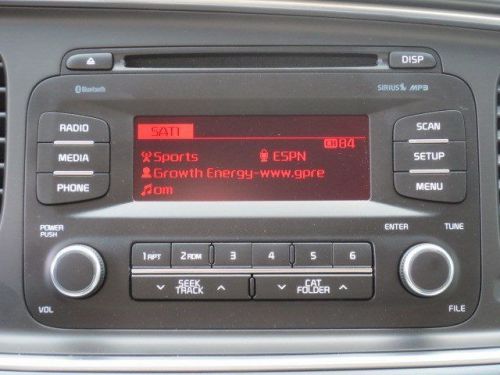 DISP
Bluetooth
SIRIUS MP3
RADIO
MEDIA
PHONE
SAT1
CH 84
Sports ESPN
Growth Energy-www.gpre
om
SCAN
SETUP
MENU
POWER PUSH
ENTER TUNE
1 RPT 2 RDM 3 4 5 6
SEEK TRACK
CAT FOLDER
VOL
FILE